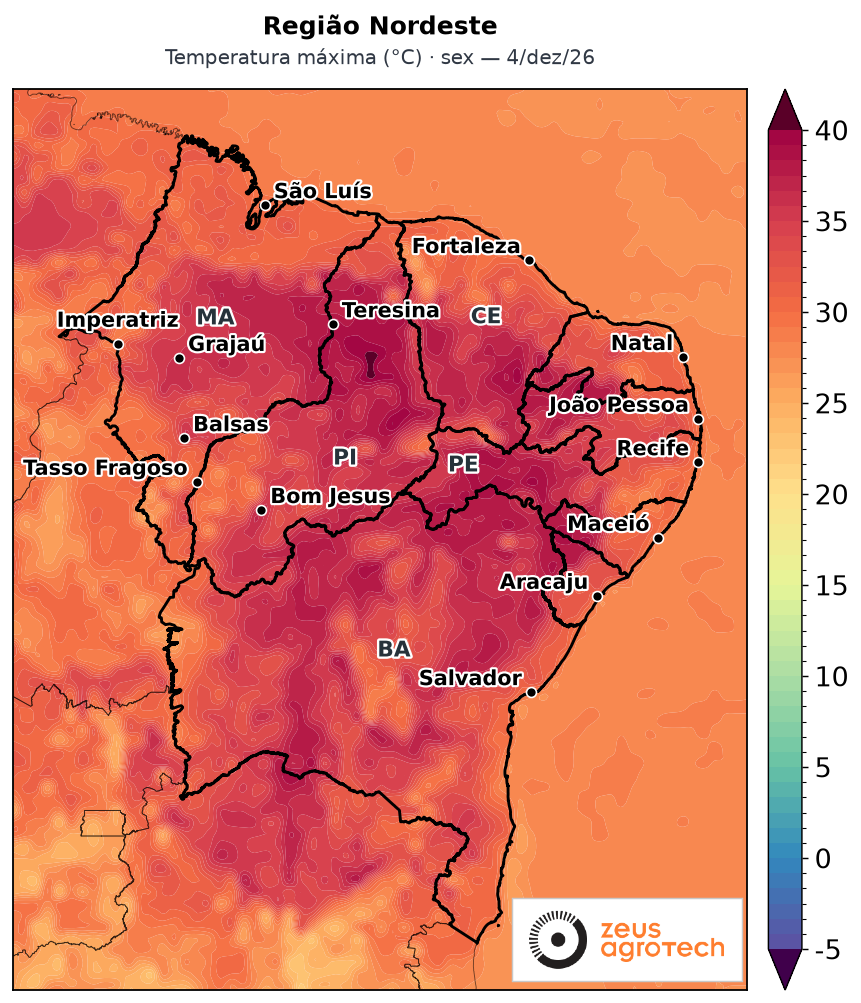 Região Nordeste
Temperatura máxima (°C) · sex — 4/dez/26
São Luís
Fortaleza
Imperatriz
MA
Teresina
CE
Grajaú
Natal
João Pessoa
Balsas
Recife
Tasso Fragoso
PI
PE
Bom Jesus
Maceió
Aracaju
BA
Salvador
40
35
30
25
20
15
10
5
0
-5
zeus
agrotech